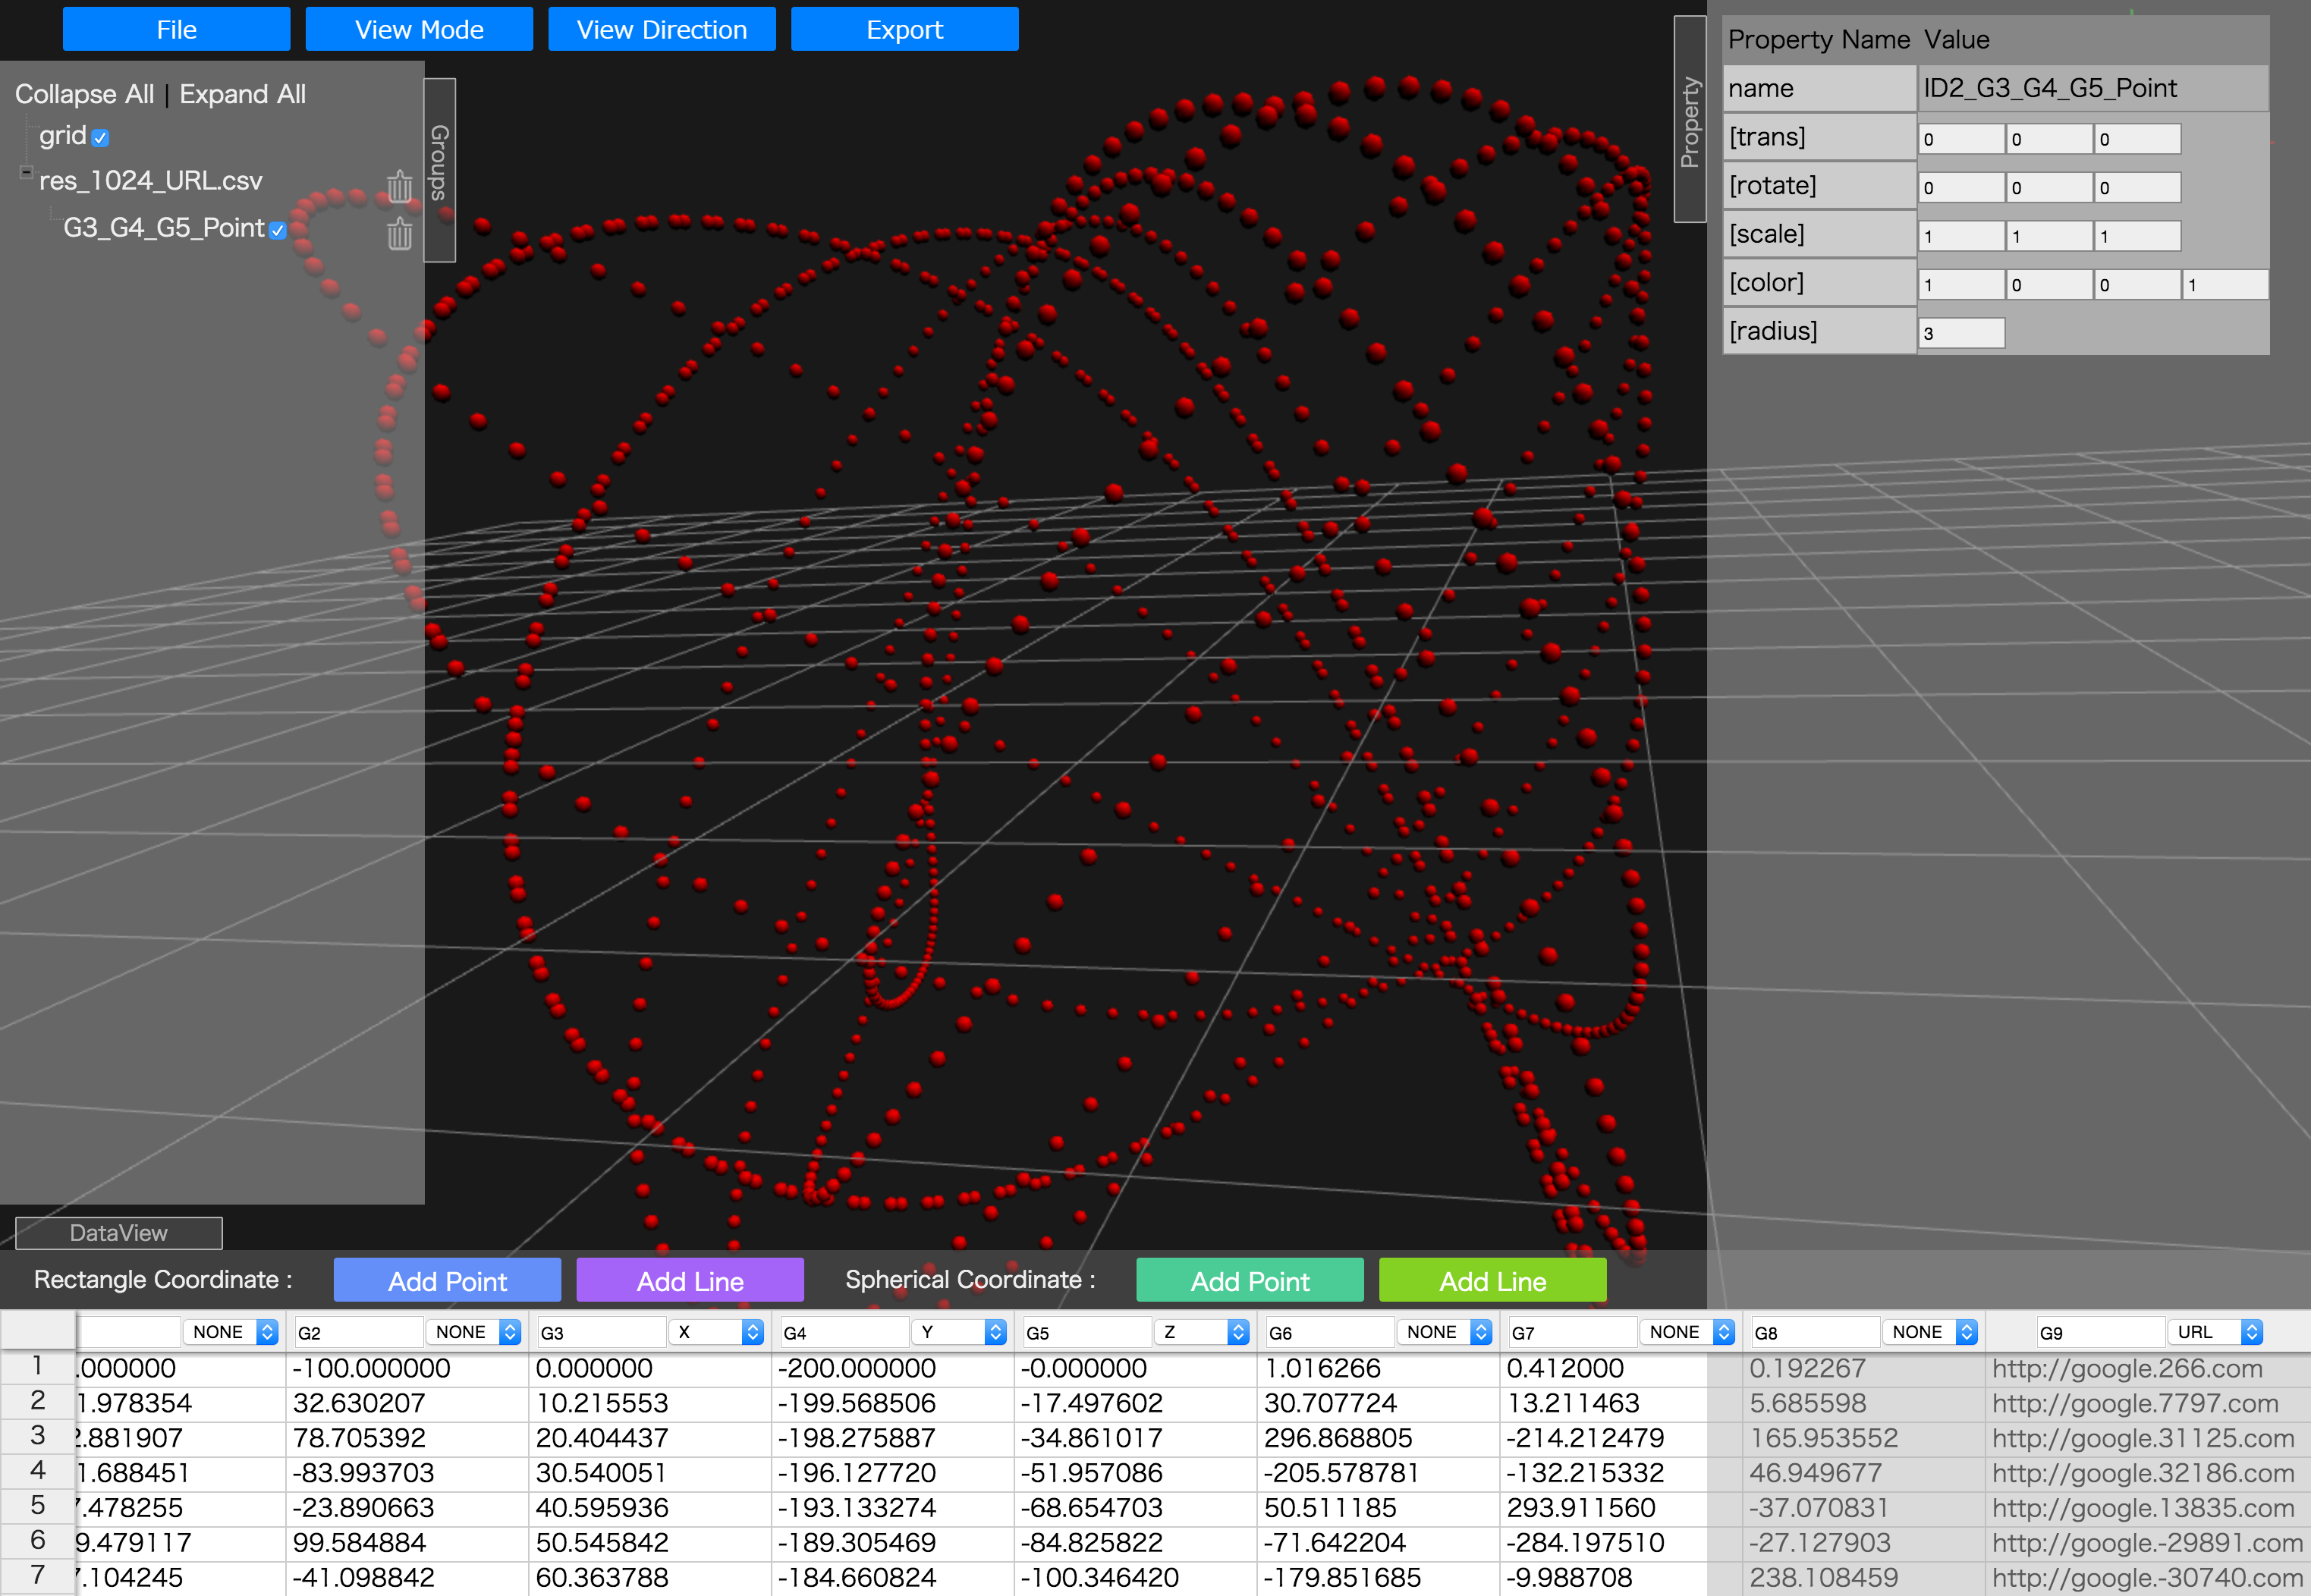 File View Mode View Direction Export
Collapse All | Expand All
grid
res_1024_URL.csv
G3_G4_G5_Point
Groups
Property
Property Name Value
name ID2_G3_G4_G5_Point
[trans] 0 0 0
[rotate] 0 0 0
[scale] 1 1 1
[color] 1 0 0 1
[radius] 3
DataView
Rectangle Coordinate : Add Point Add Line Spherical Coordinate : Add Point Add Line
NONE G2 NONE G3 X G4 Y G5 Z G6 NONE G7 NONE G8 NONE G9 URL
1 .000000 -100.000000 0.000000 -200.000000 -0.000000 1.016266 0.412000 0.192267 http://google.266.com
2 1.978354 32.630207 10.215553 -199.568506 -17.497602 30.707724 13.211463 5.685598 http://google.7797.com
3 .881907 78.705392 20.404437 -198.275887 -34.861017 296.868805 -214.212479 165.953552 http://google.31125.com
4 1.688451 -83.993703 30.540051 -196.127720 -51.957086 -205.578781 -132.215332 46.949677 http://google.32186.com
5 .478255 -23.890663 40.595936 -193.133274 -68.654703 50.511185 293.911560 -37.070831 http://google.13835.com
6 9.479117 99.584884 50.545842 -189.305469 -84.825822 -71.642204 -284.197510 -27.127903 http://google.-29891.com
7 .104245 -41.098842 60.363788 -184.660824 -100.346420 -179.851685 -9.988708 238.108459 http://google.-30740.com